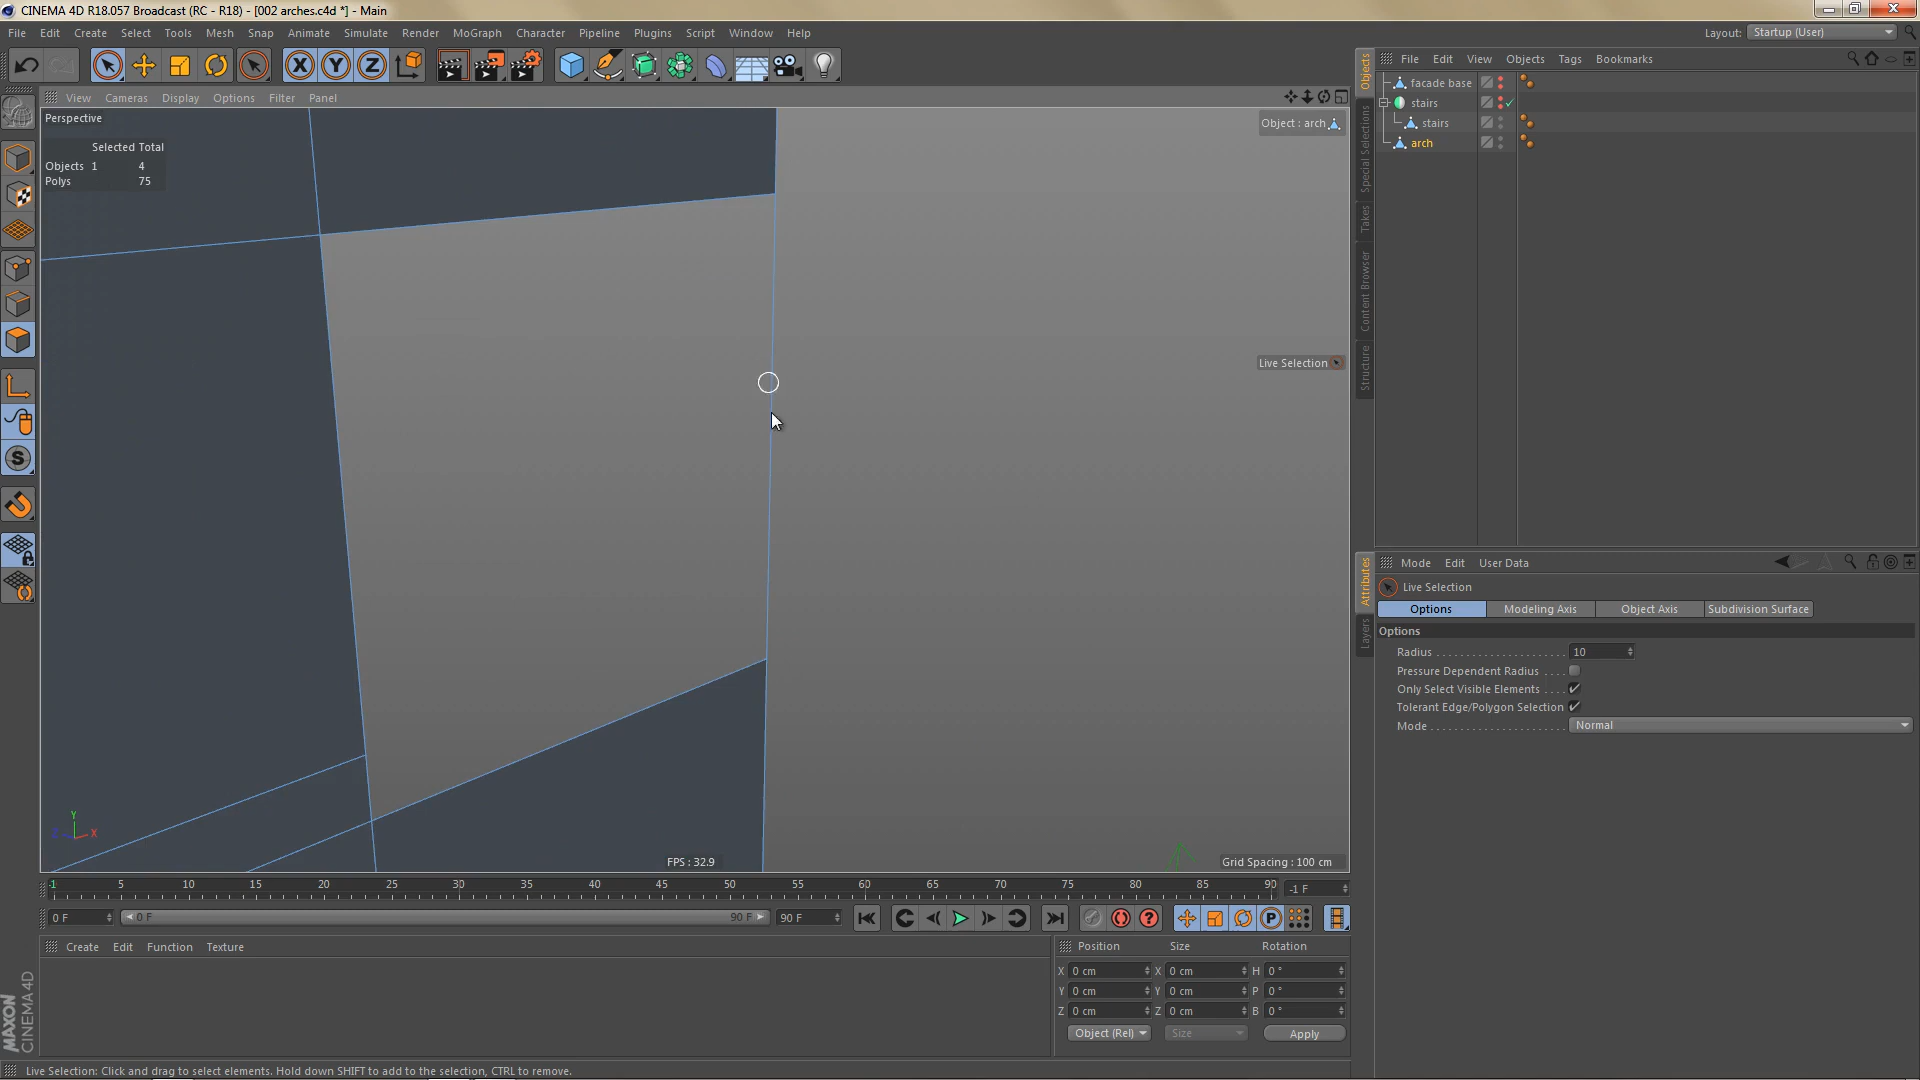 CINEMA 4D R18.057 Broadcast (RC - R18) - [002 arches.c4d *] - Main
File Edit Create Select Tools Mesh Snap Animate Simulate Render MoGraph Character Pipeline Plugins Script Window Help
Layout: Startup (User)
X Y Z
File Edit View Objects Tags Bookmarks
View Cameras Display Options Filter Panel
Perspective
Object : arch
Selected Total
Objects 1 4
Polys 75
facade base
stairs
stairs
arch
Live Selection
Objects
Special Selections
Takes
Content Browser
Structure
Attributes
Layers
Mode Edit User Data
Live Selection
Options Modeling Axis Object Axis Subdivision Surface
Options
Radius 10
Pressure Dependent Radius
Only Select Visible Elements
Tolerant Edge/Polygon Selection
Mode Normal
S
Y
X
FPS : 32.9
Grid Spacing : 100 cm
-1 5 10 15 20 25 30 35 40 45 50 55 60 65 70 75 80 85 90 -1 F
0 F 0 F 90 F 90 F
? P
Create Edit Function Texture
Position Size Rotation
X 0 cm X 0 cm H 0 °
Y 0 cm Y 0 cm P 0 °
Z 0 cm Z 0 cm B 0 °
Object (Rel) Size Apply
MAXON
CINEMA 4D
Live Selection: Click and drag to select elements. Hold down SHIFT to add to the selection, CTRL to remove.